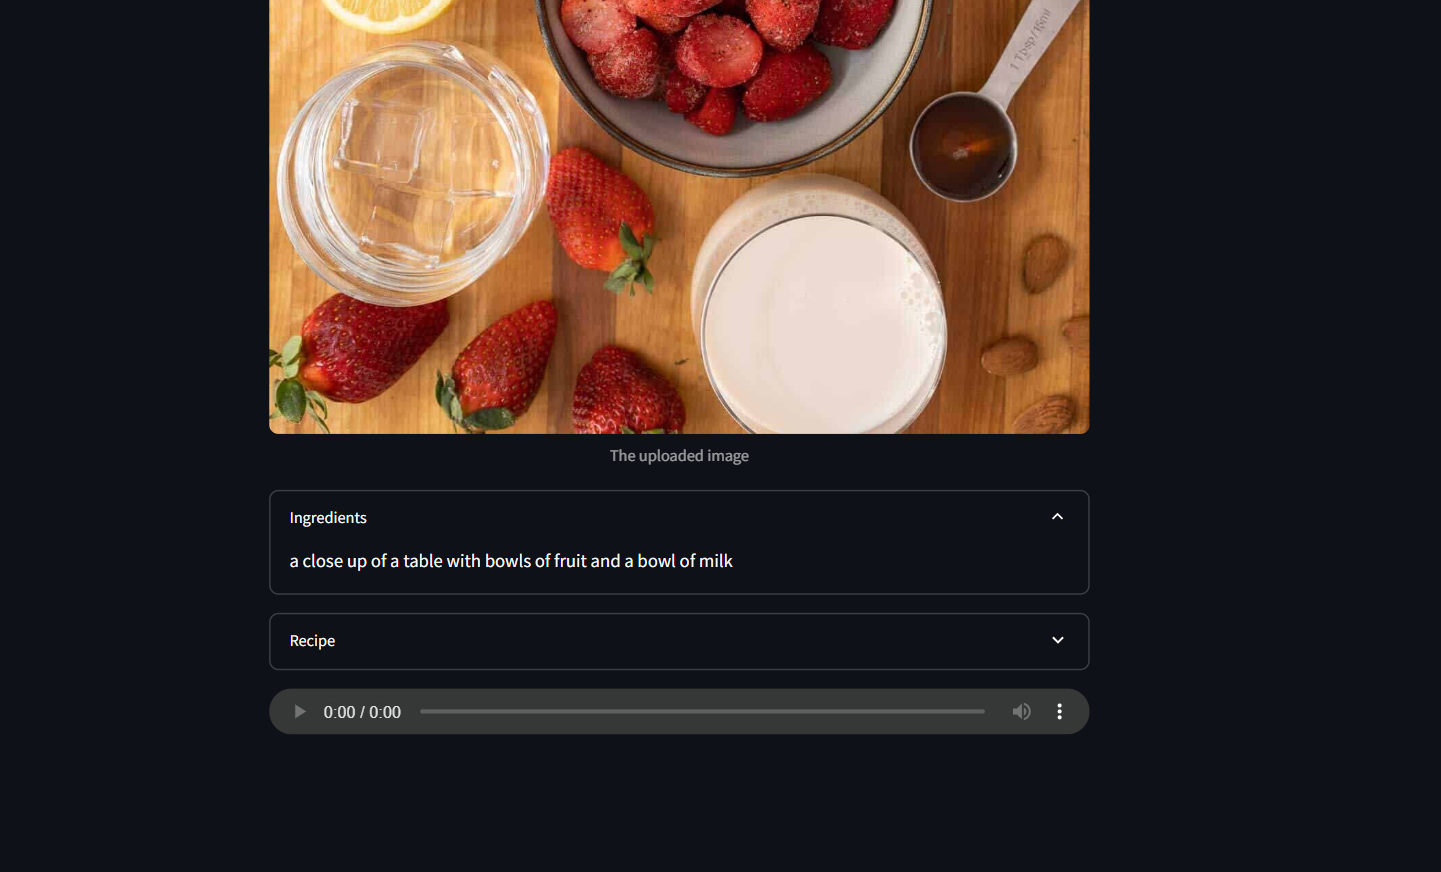 1 Tbsp/15ml
The uploaded image
Ingredients
a close up of a table with bowls of fruit and a bowl of milk
Recipe
0:00 / 0:00